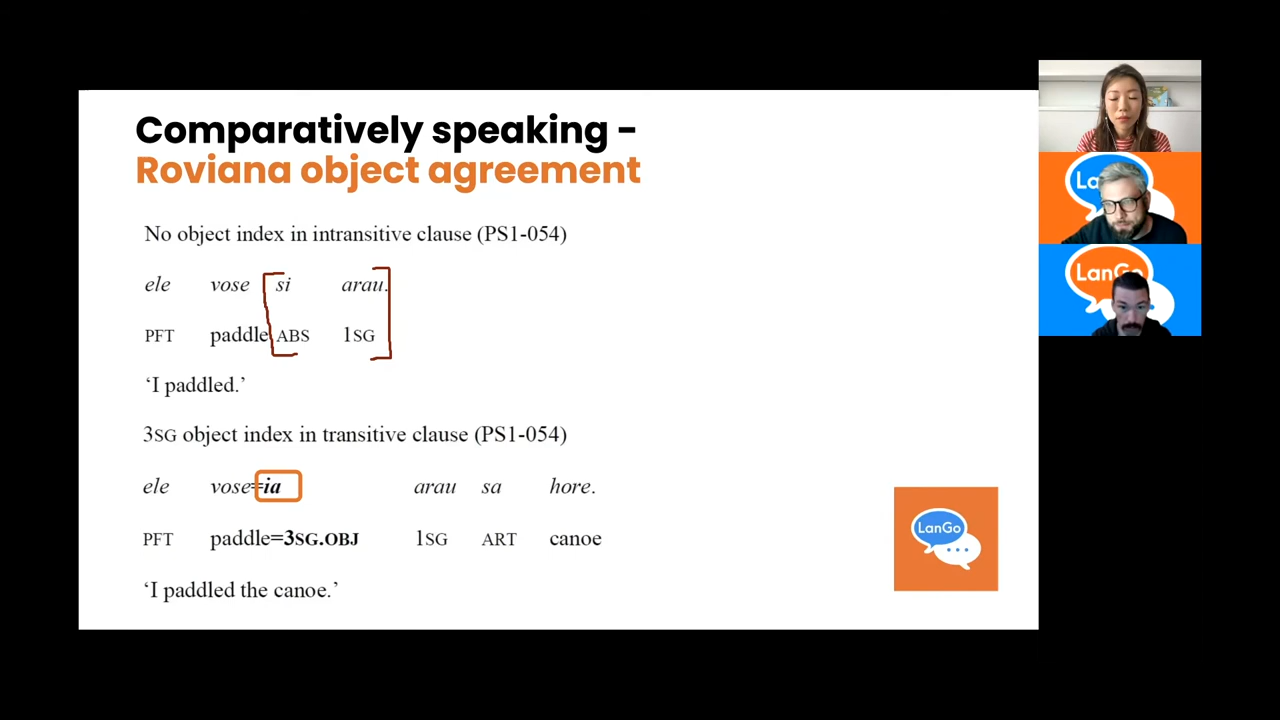 Comparatively speaking -
Roviana object agreement
No object index in intransitive clause (PS1-054)
ele vose si arau.
PFT paddle ABS 1SG
‘I paddled.’
3SG object index in transitive clause (PS1-054)
ele vose=ia arau sa hore.
PFT paddle=3SG.OBJ 1SG ART canoe
‘I paddled the canoe.’
LanGo
LanGo